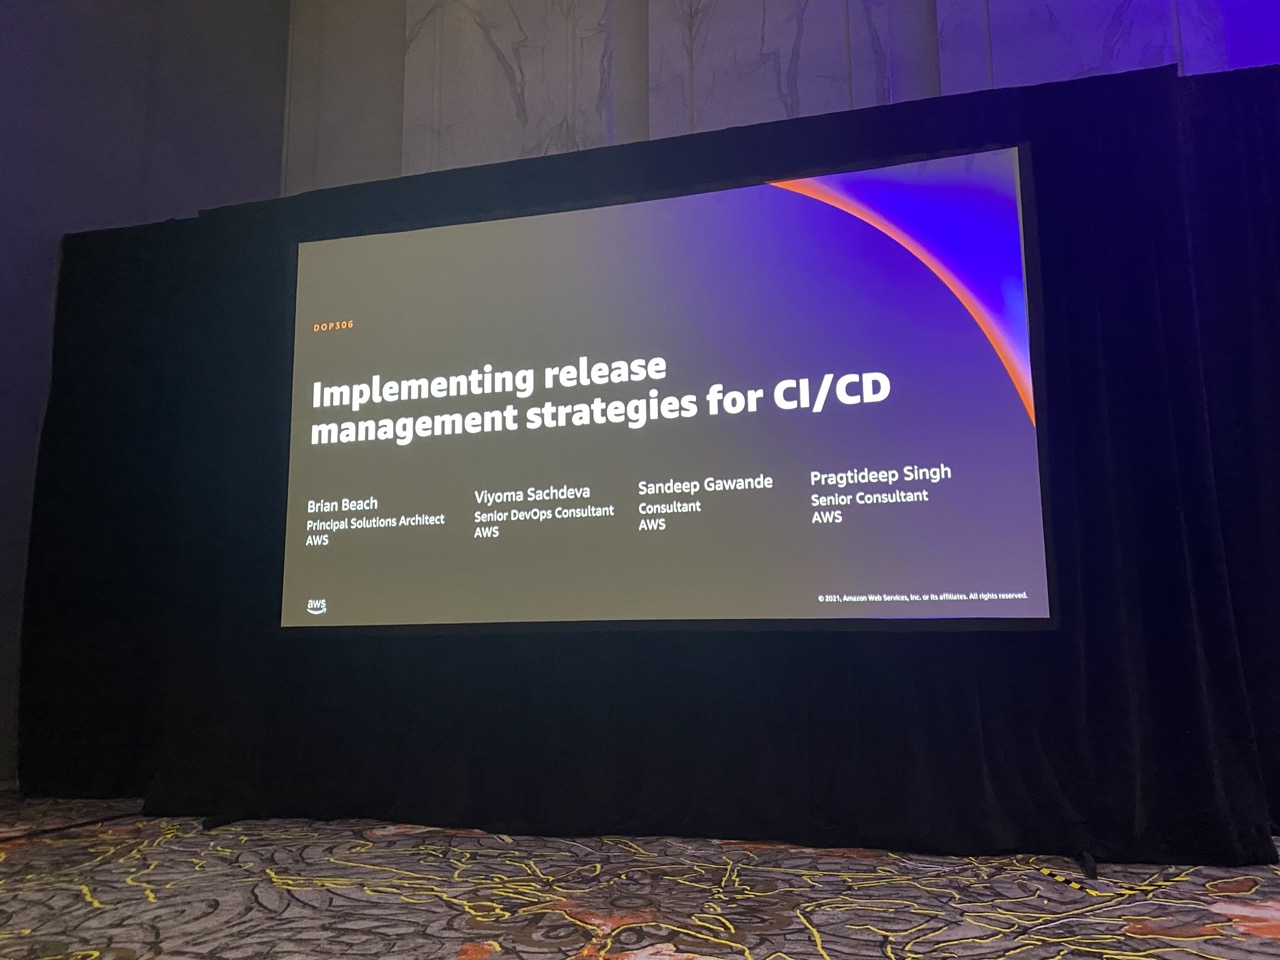 DOP306
Implementing release
management strategies for CI/CD
Brian Beach
Principal Solutions Architect
AWS
Viyoma Sachdeva
Senior DevOps Consultant
AWS
Sandeep Gawande
Consultant
AWS
Pragtideep Singh
Senior Consultant
AWS
aws
© 2021, Amazon Web Services, Inc. or its affiliates. All rights reserved.